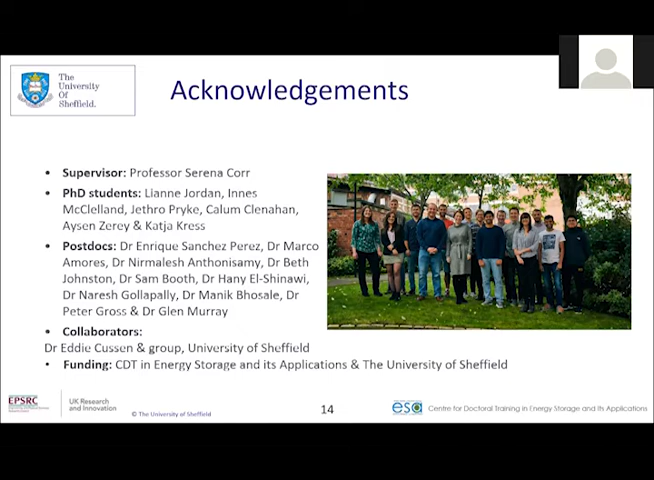 The
University
Of
Sheffield.
Acknowledgements
• Supervisor: Professor Serena Corr
• PhD students: Lianne Jordan, Innes
McClelland, Jethro Pryke, Calum Clenahan,
Aysen Zerey & Katja Kress
• Postdocs: Dr Enrique Sanchez Perez, Dr Marco
Amores, Dr Nirmalesh Anthonisamy, Dr Beth
Johnston, Dr Sam Booth, Dr Hany El-Shinawi,
Dr Naresh Gollapally, Dr Manik Bhosale, Dr
Peter Gross & Dr Glen Murray
• Collaborators:
Dr Eddie Cussen & group, University of Sheffield
• Funding: CDT in Energy Storage and its Applications & The University of Sheffield
EPSRC
UK Research
and Innovation
© The University of Sheffield
14
esa
Centre for Doctoral Training in Energy Storage and Its Applications